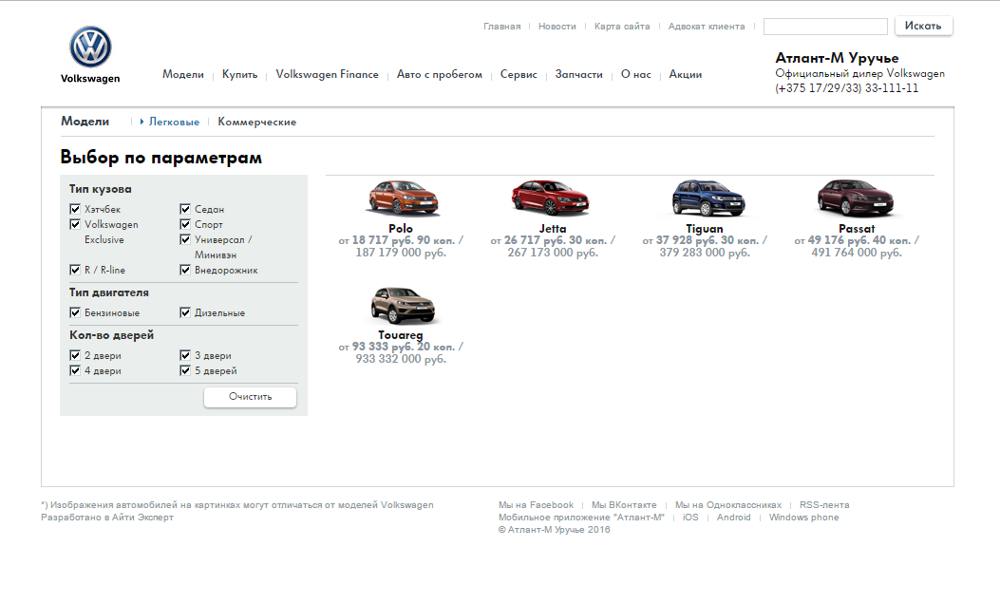 Главная
Новости
Карта сайта
Адвокат клиента
Искать
Volkswagen
Модели
Купить
Volkswagen Finance
Авто с пробегом
Сервис
Запчасти
О нас
Акции
Атлант-М Уручье
Официальный дилер Volkswagen
(+375 17/29/33) 33-111-11
Модели
Легковые
Коммерческие
Выбор по параметрам
Тип кузова
Хэтчбек
Седан
Volkswagen Exclusive
Спорт
Универсал /
Минивэн
R / R-line
Внедорожник
Тип двигателя
Бензиновые
Дизельные
Кол-во дверей
2 двери
3 двери
4 двери
5 дверей
Очистить
Polo
от 18 717 руб. 90 коп. /
187 179 000 руб.
Jetta
от 26 717 руб. 30 коп. /
267 173 000 руб.
Tiguan
от 37 928 руб. 30 коп. /
379 283 000 руб.
Passat
от 49 176 руб. 40 коп. /
491 764 000 руб.
Touareg
от 93 333 руб. 20 коп. /
933 332 000 руб.
*) Изображения автомобилей на картинках могут отличаться от моделей Volkswagen
Разработано в Айти Эксперт
Мы на Facebook | Мы ВКонтакте | Мы на Одноклассниках | RSS-лента
Мобильное приложение "Атлант-М" | iOS | Android | Windows phone
© Атлант-М Уручье 2016